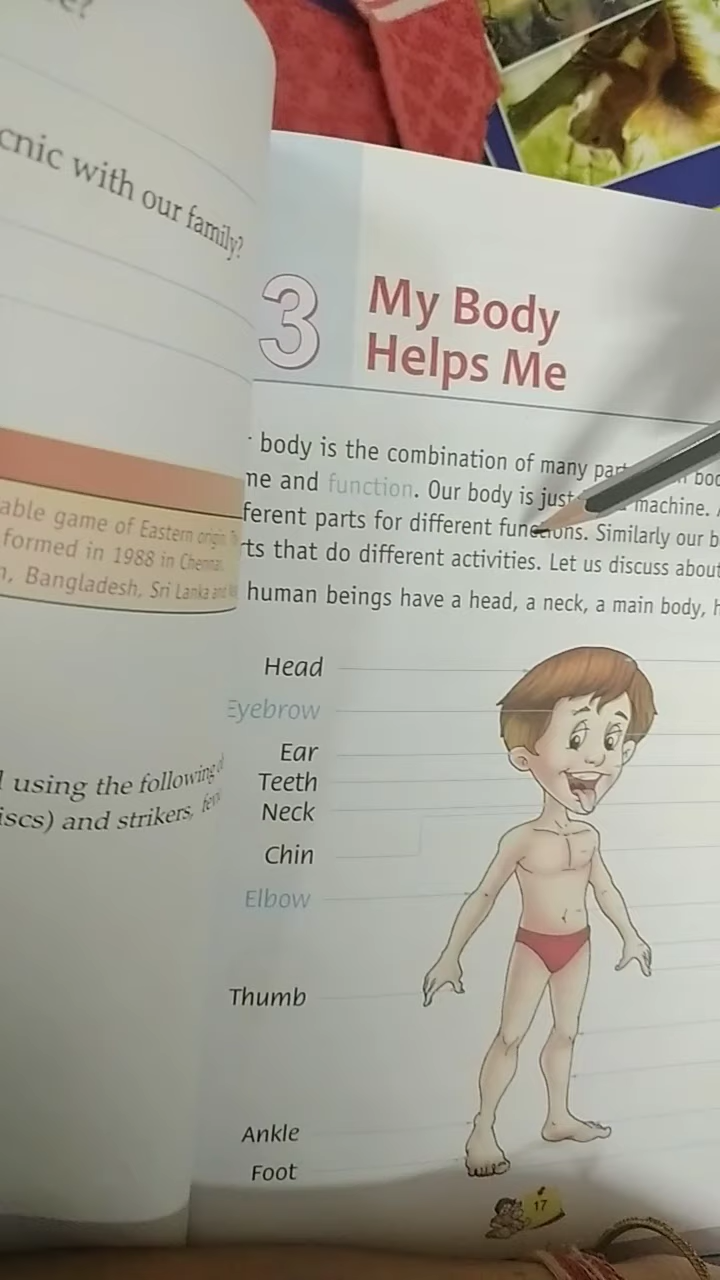 cnic with our family?
able game of Eastern origin
formed in 1988 in Chennai
Bangladesh, Sri Lanka and
using the following
iscs) and strikers,
3
My Body
Helps Me
body is the combination of many
me and function. Our body is just machine.
ferent parts for different functions. Similarly our b
rts that do different activities. Let us discuss about
human beings have a head, a neck, a main body, h
Head
Eyebrow
Ear
Teeth
Neck
Chin
Elbow
Thumb
Ankle
Foot
17